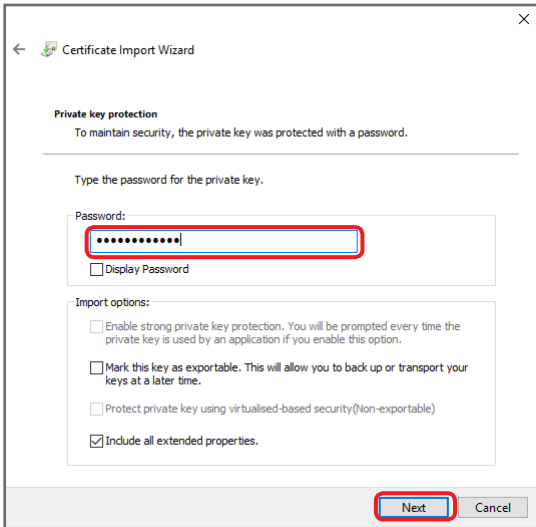 Certificate Import Wizard
Private key protection
To maintain security, the private key was protected with a password.
Type the password for the private key.
Password:
••••••••••••
Display Password
Import options:
Enable strong private key protection. You will be prompted every time the
private key is used by an application if you enable this option.
Mark this key as exportable. This will allow you to back up or transport your
keys at a later time.
Protect private key using virtualised-based security(Non-exportable)
Include all extended properties.
Next Cancel